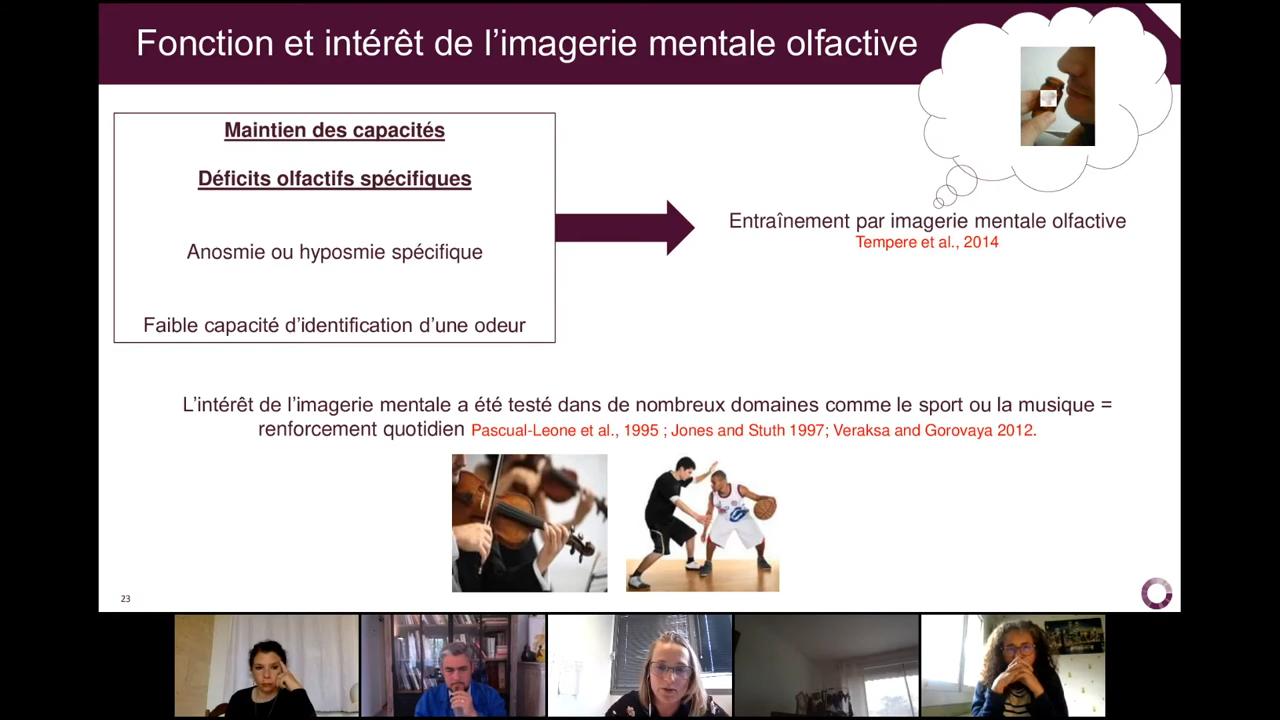 Fonction et intérêt de l’imagerie mentale olfactive
Maintien des capacités
Déficits olfactifs spécifiques
Anosmie ou hyposmie spécifique
Faible capacité d’identification d’une odeur
Entraînement par imagerie mentale olfactive
Tempere et al., 2014
L’intérêt de l’imagerie mentale a été testé dans de nombreux domaines comme le sport ou la musique =
renforcement quotidien Pascual-Leone et al., 1995 ; Jones and Stuth 1997; Veraksa and Gorovaya 2012.
23